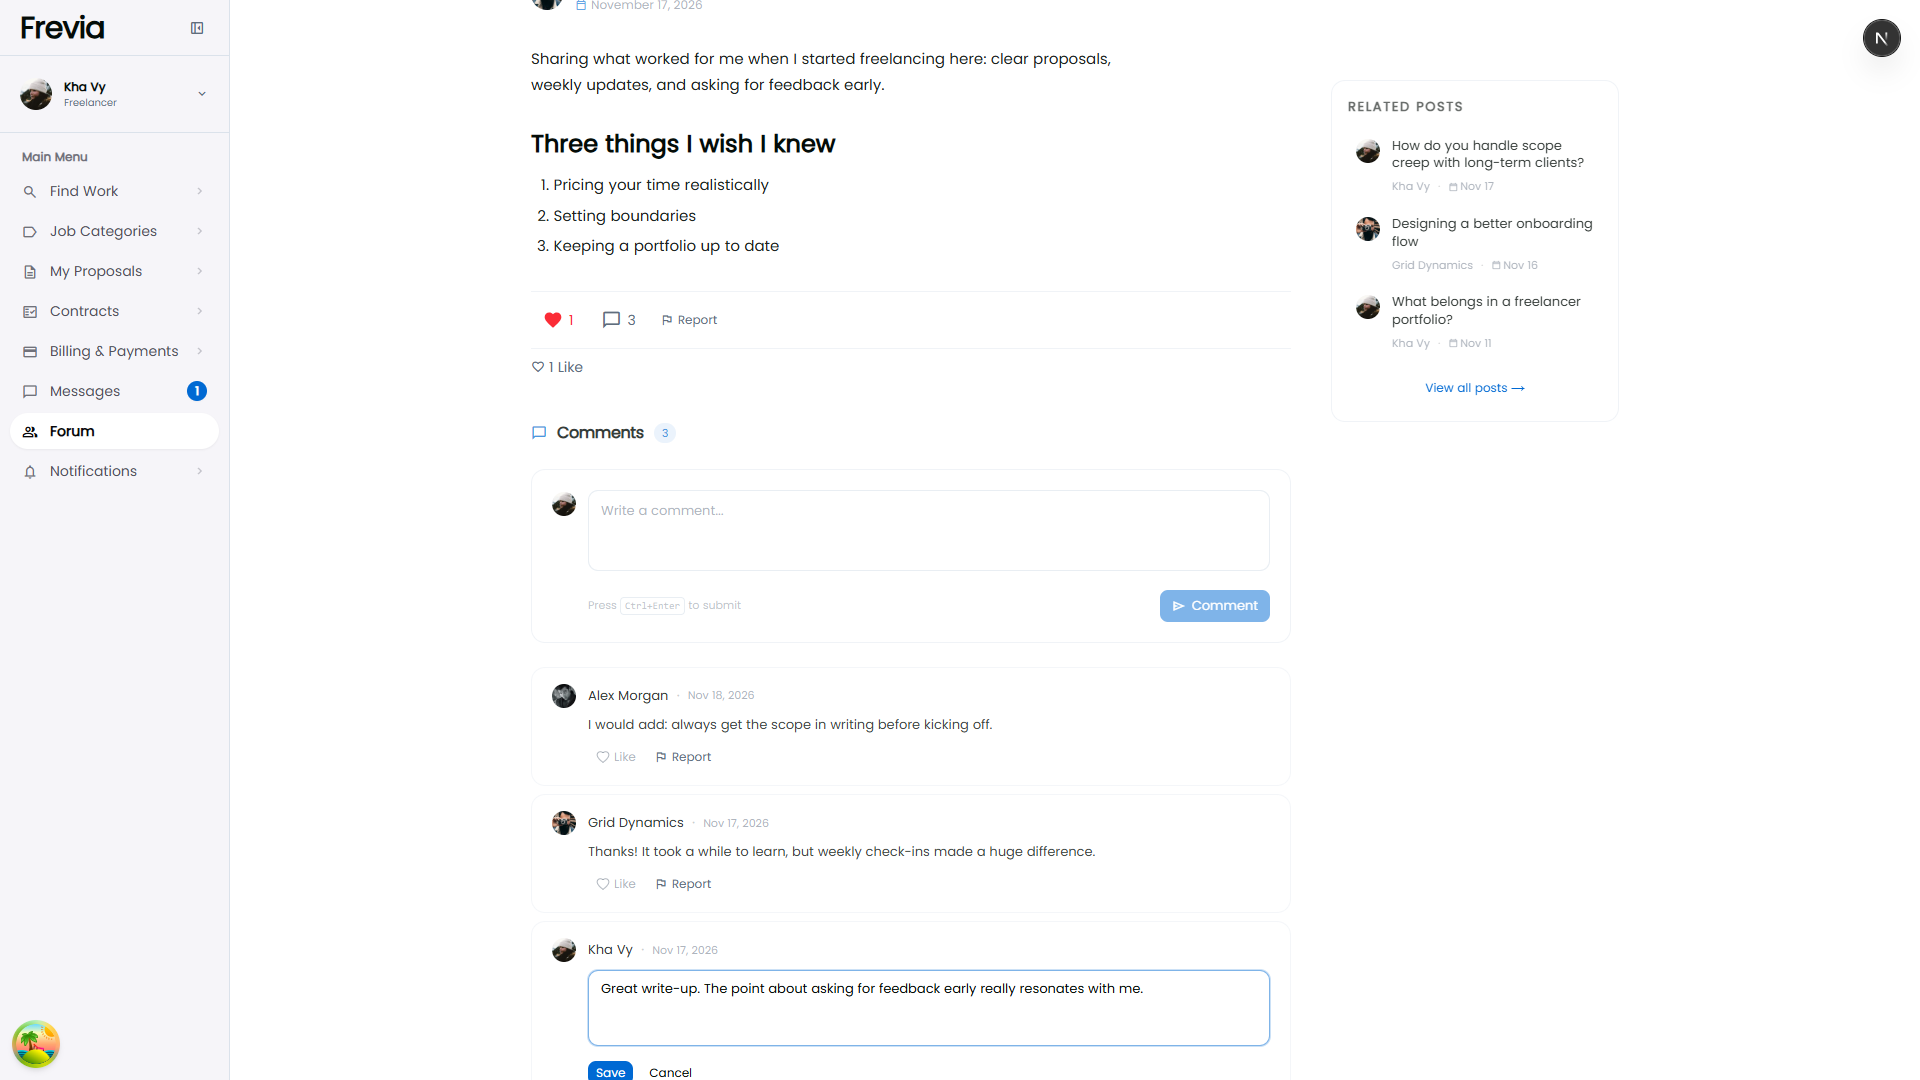 Frevia
Kha Vy
Freelancer
Main Menu
Find Work
Job Categories
My Proposals
Contracts
Billing & Payments
Messages
1
Forum
Notifications
November 17, 2026
Sharing what worked for me when I started freelancing here: clear proposals,
weekly updates, and asking for feedback early.
Three things I wish I knew
1. Pricing your time realistically
2. Setting boundaries
3. Keeping a portfolio up to date
1
3
Report
1 Like
Comments
3
Write a comment...
Press Ctrl+Enter to submit
Comment
Alex Morgan · Nov 18, 2026
I would add: always get the scope in writing before kicking off.
Like
Report
Grid Dynamics · Nov 17, 2026
Thanks! It took a while to learn, but weekly check-ins made a huge difference.
Like
Report
Kha Vy · Nov 17, 2026
Great write-up. The point about asking for feedback early really resonates with me.
Save
Cancel
RELATED POSTS
How do you handle scope
creep with long-term clients?
Kha Vy · Nov 17
Designing a better onboarding
flow
Grid Dynamics · Nov 16
What belongs in a freelancer
portfolio?
Kha Vy · Nov 11
View all posts →
N